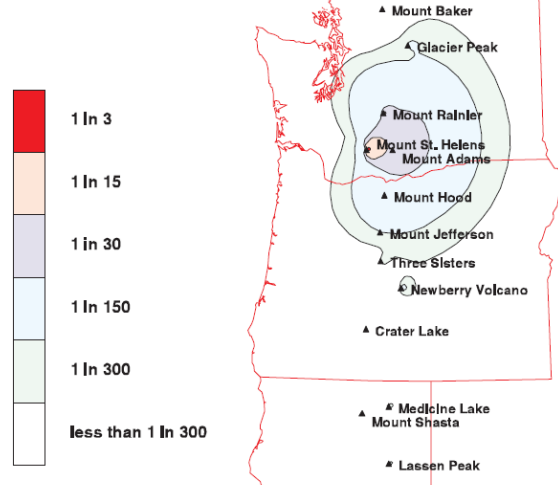 Mount Baker
Glacier Peak
1 In 3
Mount Rainier
Mount St. Helens
Mount Adams
1 In 15
Mount Hood
1 in 30
Mount Jefferson
Three Sisters
Newberry Volcano
1 In 150
Crater Lake
1 In 300
Medicine Lake
Mount Shasta
less than 1 In 300
Lassen Peak